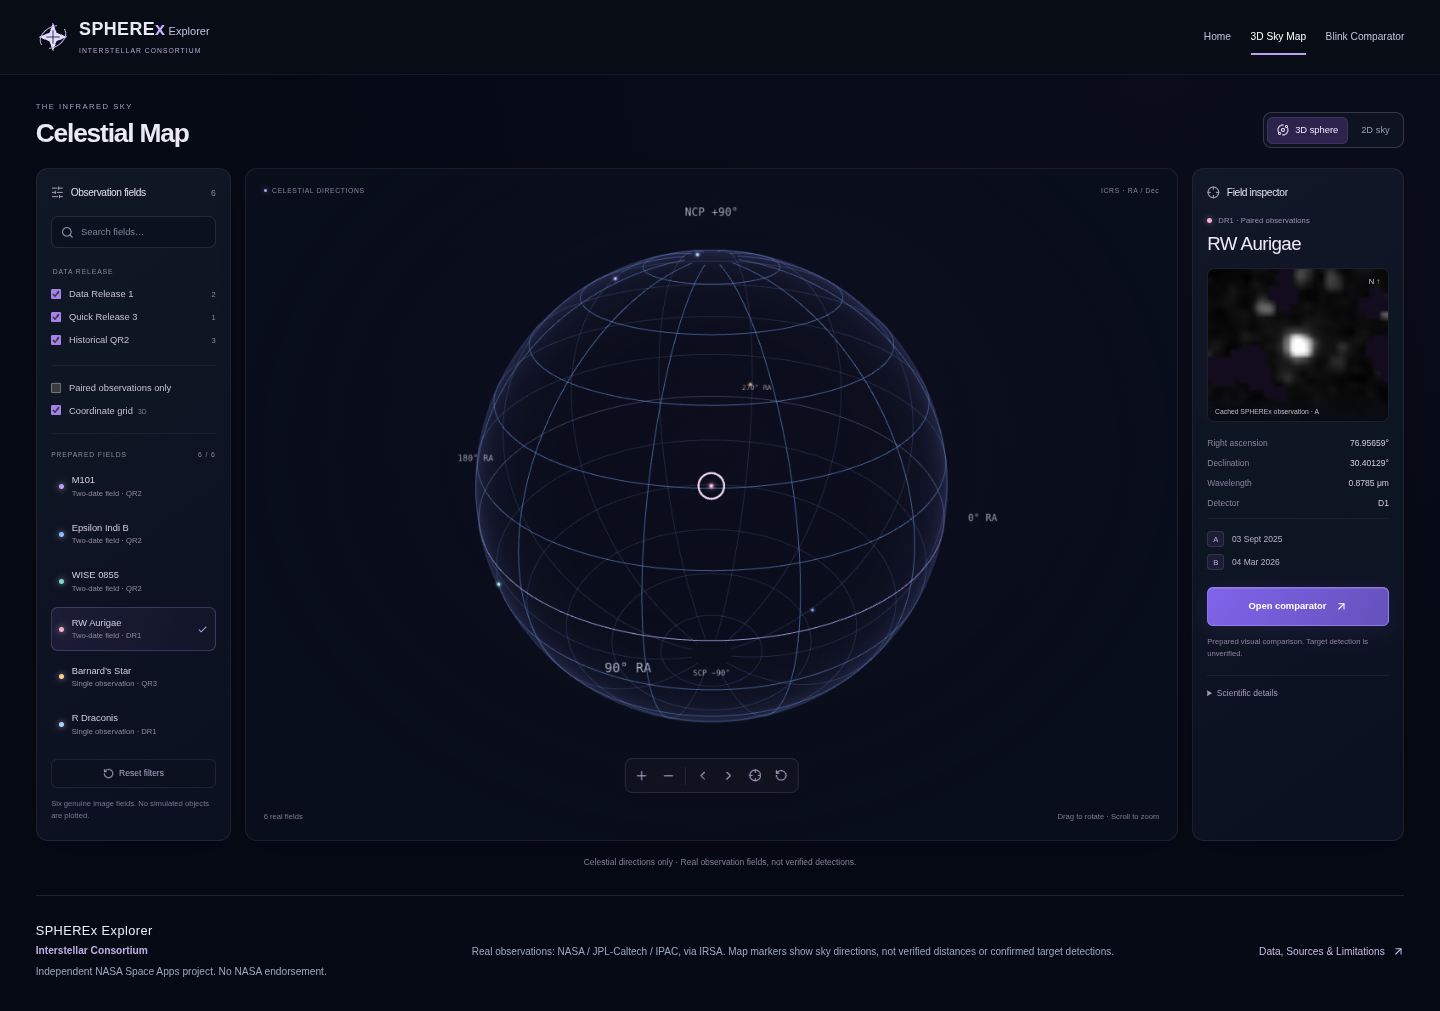 SPHEREx Explorer
INTERSTELLAR CONSORTIUM
Home
3D Sky Map
Blink Comparator
THE INFRARED SKY
Celestial Map
3D sphere
2D sky
Observation fields
6
Search fields…
DATA RELEASE
Data Release 1
2
Quick Release 3
1
Historical QR2
3
Paired observations only
Coordinate grid 3D
PREPARED FIELDS
6 / 6
M101
Two-date field · QR2
Epsilon Indi B
Two-date field · QR2
WISE 0855
Two-date field · QR2
RW Aurigae
Two-date field · DR1
Barnard's Star
Single observation · QR3
R Draconis
Single observation · DR1
Reset filters
Six genuine image fields. No simulated objects
are plotted.
CELESTIAL DIRECTIONS
ICRS · RA / Dec
NCP +90°
270° RA
180° RA
0° RA
90° RA
SCP −90°
6 real fields
Drag to rotate · Scroll to zoom
Field inspector
DR1 · Paired observations
RW Aurigae
N ↑
Cached SPHEREx observation · A
Right ascension
76.95659°
Declination
30.40129°
Wavelength
0.8785 μm
Detector
D1
A
03 Sept 2025
B
04 Mar 2026
Open comparator
Prepared visual comparison. Target detection is
unverified.
Scientific details
Celestial directions only · Real observation fields, not verified detections.
SPHEREx Explorer
Interstellar Consortium
Independent NASA Space Apps project. No NASA endorsement.
Real observations: NASA / JPL-Caltech / IPAC, via IRSA. Map markers show sky directions, not verified distances or confirmed target detections.
Data, Sources & Limitations